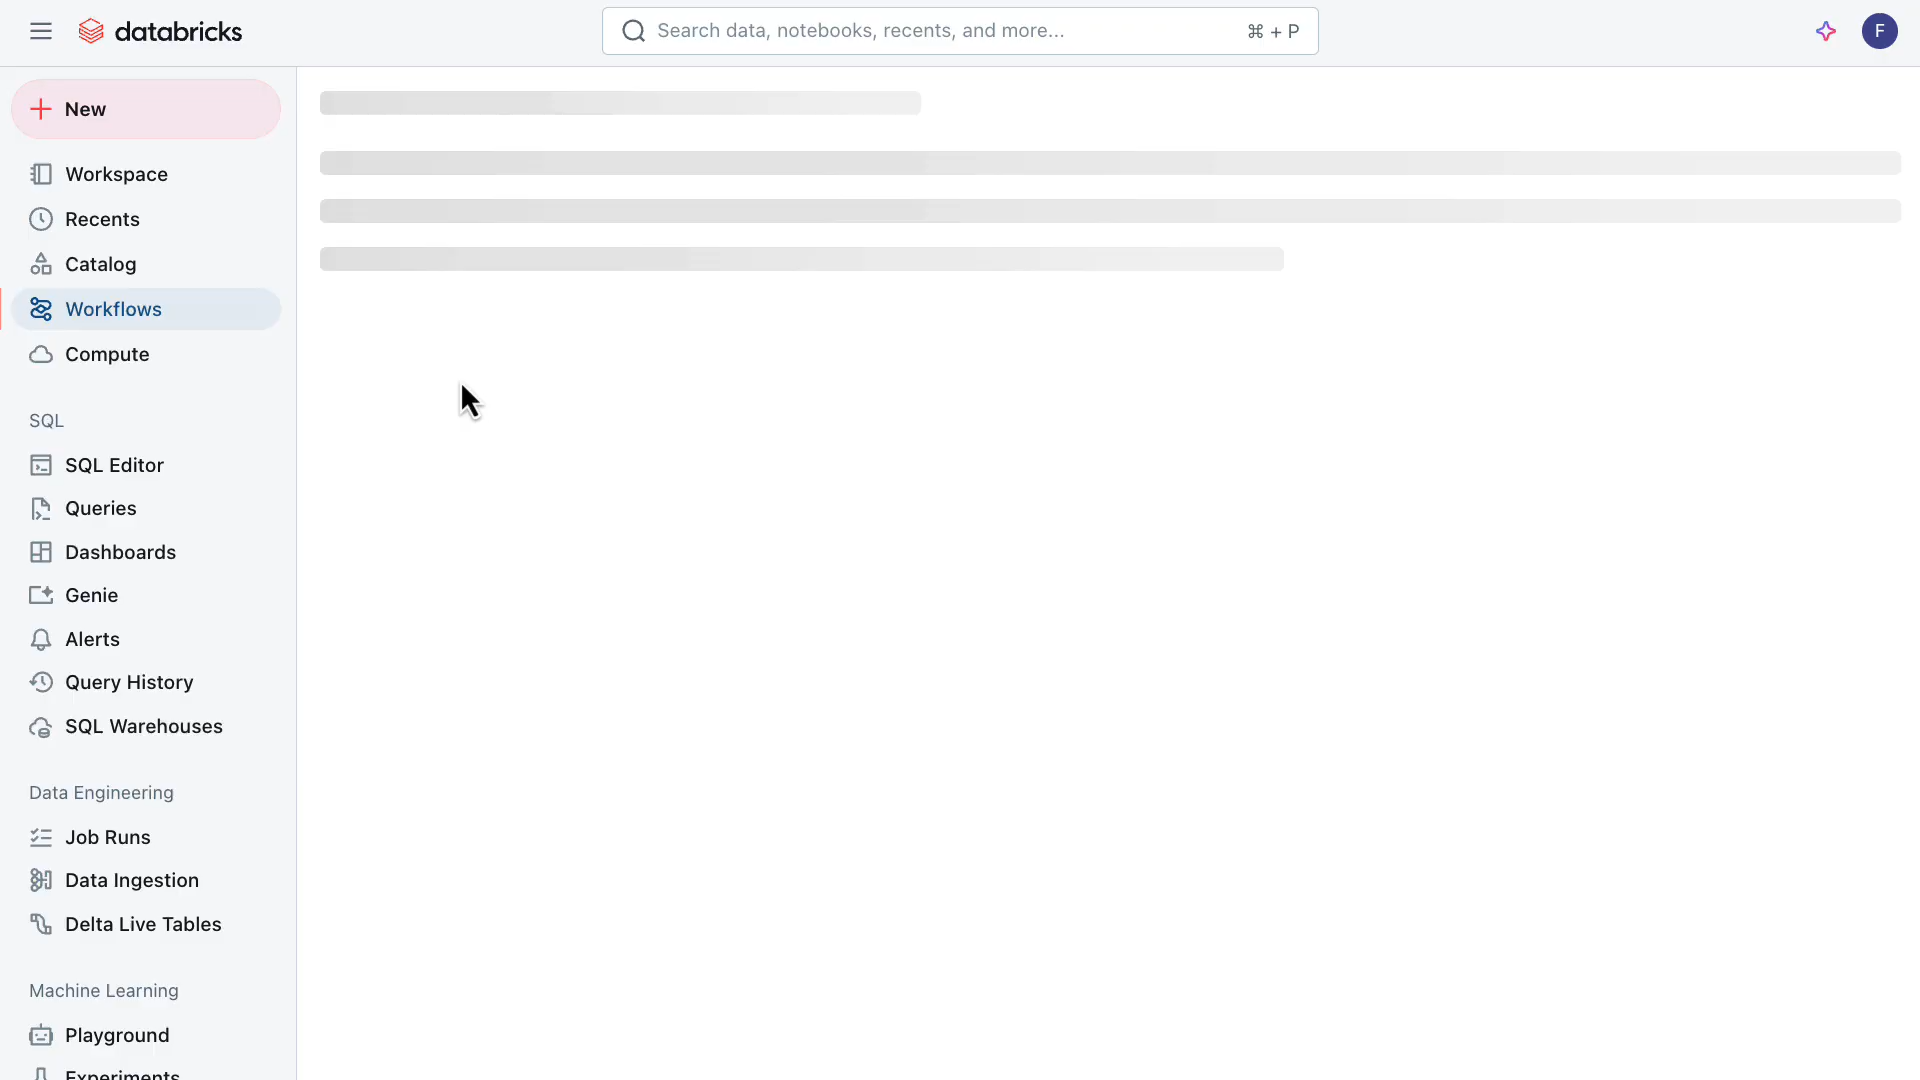 databricks
Search data, notebooks, recents, and more... ⌘ + P
F
New
Workspace
Recents
Catalog
Workflows
Compute
SQL
SQL Editor
Queries
Dashboards
Genie
Alerts
Query History
SQL Warehouses
Data Engineering
Job Runs
Data Ingestion
Delta Live Tables
Machine Learning
Playground
Experiments